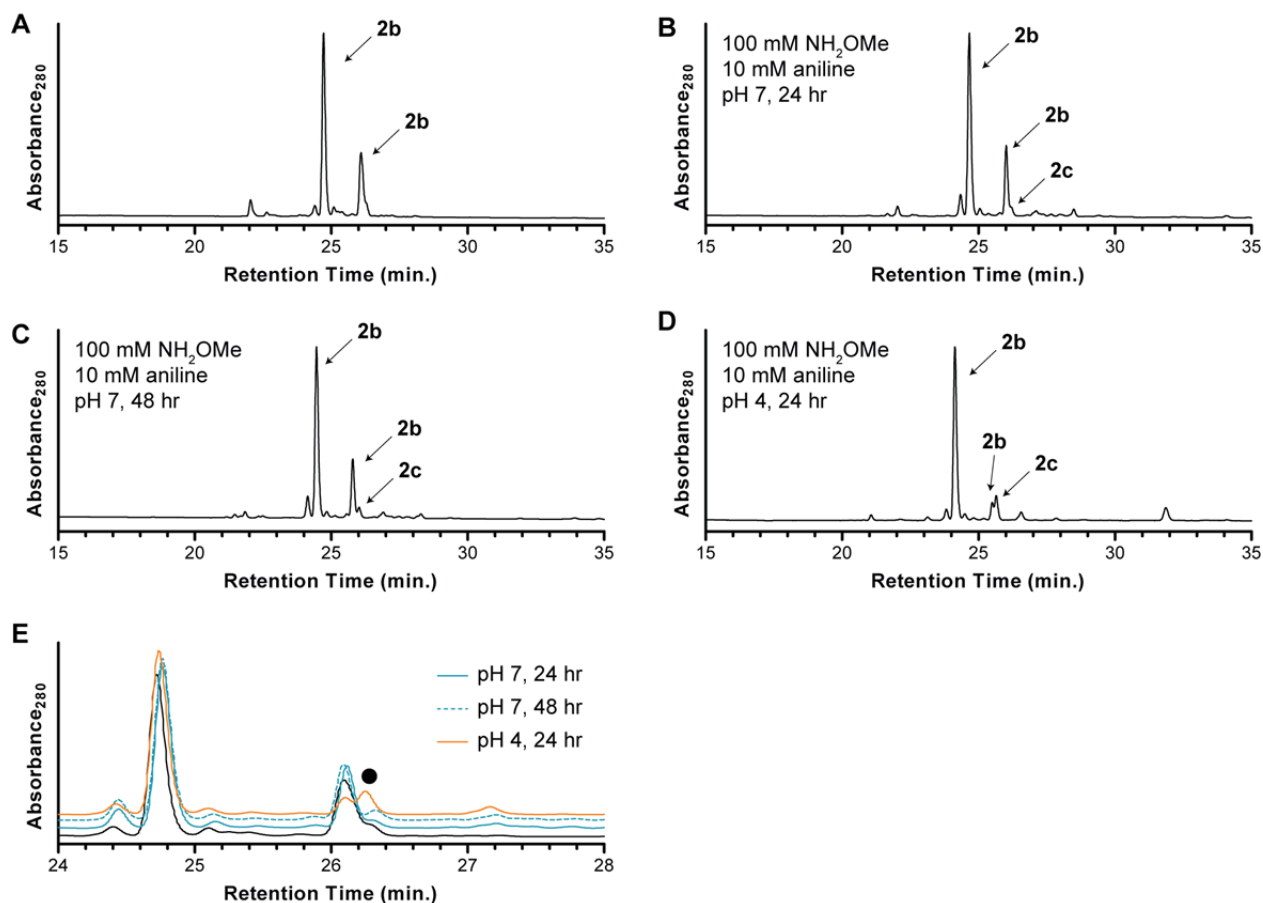 A
2b
2b
Absorbance280
15 20 25 30 35
Retention Time (min.)
B
100 mM NH2OMe
10 mM aniline
pH 7, 24 hr
2b
2b
2c
Absorbance280
15 20 25 30 35
Retention Time (min.)
C
100 mM NH2OMe
10 mM aniline
pH 7, 48 hr
2b
2b
2c
Absorbance280
15 20 25 30 35
Retention Time (min.)
D
100 mM NH2OMe
10 mM aniline
pH 4, 24 hr
2b
2b
2c
Absorbance280
15 20 25 30 35
Retention Time (min.)
E
pH 7, 24 hr
pH 7, 48 hr
pH 4, 24 hr
Absorbance280
24 25 26 27 28
Retention Time (min.)